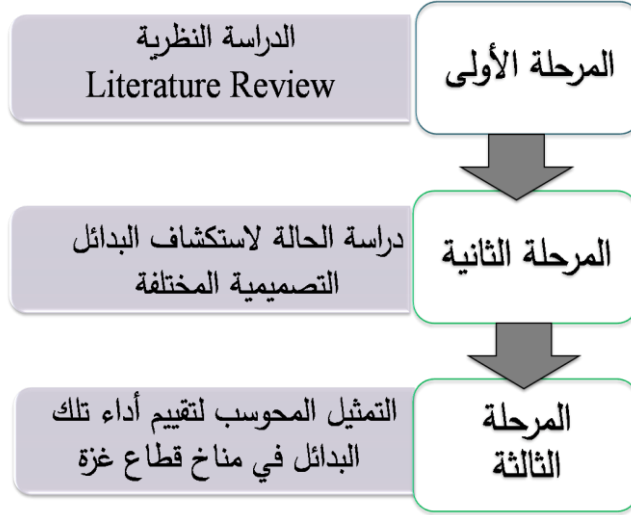 المرحلة الأولى
الدراسة النظرية
Literature Review
المرحلة الثانية
دراسة الحالة لاستكشاف البدائل
التصميمية المختلفة
المرحلة
الثالثة
التمثيل المحوسب لتقييم أداء تلك
البدائل في مناخ قطاع غزة